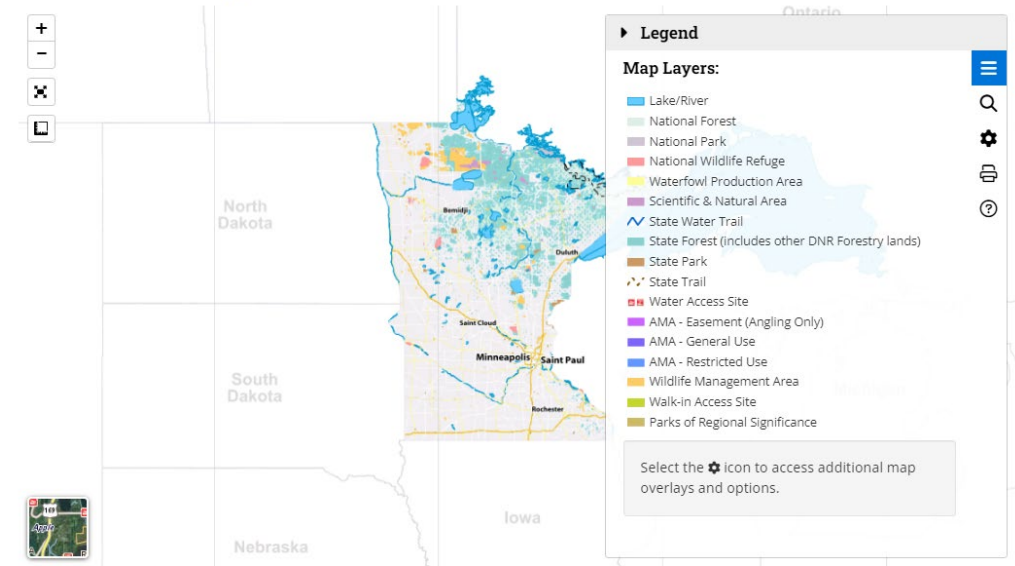 Ontario
+
Legend
−
Map Layers:
Lake/River
National Forest
National Park
National Wildlife Refuge
Waterfowl Production Area
Scientific & Natural Area
State Water Trail
State Forest (includes other DNR Forestry lands)
State Park
State Trail
Water Access Site
AMA - Easement (Angling Only)
AMA - General Use
AMA - Restricted Use
Wildlife Management Area
Walk-in Access Site
Parks of Regional Significance
Select the icon to access additional map
overlays and options.
North
Dakota
Bemidji
Duluth
Saint Cloud
Minneapolis
Saint Paul
South
Dakota
Rochester
Iowa
Nebraska
169
Apple
?